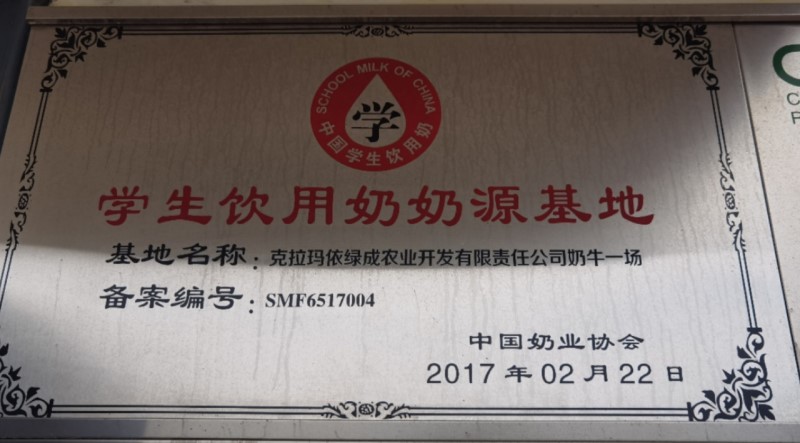 SCHOOL MILK OF CHINA
学
中国学生饮用奶
学生饮用奶奶源基地
基地名称：克拉玛依绿成农业开发有限责任公司奶牛一场
备案编号：SMF6517004
中国奶业协会
2017年02月22日